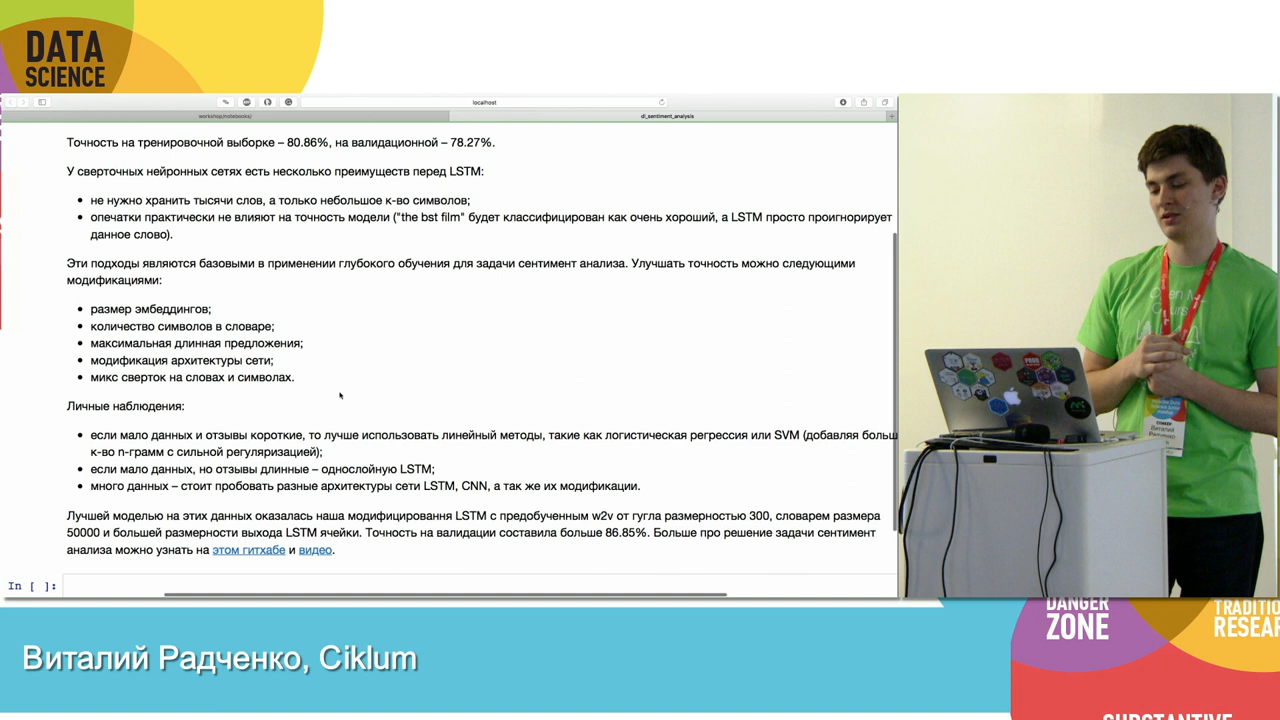 DATA
SCIENCE
localhost
workshop/notebooks/
dl_sentiment_analysis
Точность на тренировочной выборке – 80.86%, на валидационной – 78.27%.
У сверточных нейронных сетях есть несколько преимуществ перед LSTM:
• не нужно хранить тысячи слов, а только небольшое к-во символов;
• опечатки практически не влияют на точность модели ("the bst film" будет классифицирован как очень хороший, а LSTM просто проигнорирует
данное слово).
Эти подходы являются базовыми в применении глубокого обучения для задачи сентимент анализа. Улучшать точность можно следующими
модификациями:
• размер эмбеддингов;
• количество символов в словаре;
• максимальная длинная предложения;
• модификация архитектуры сети;
• микс сверток на словах и символах.
Личные наблюдения:
• если мало данных и отзывы короткие, то лучше использовать линейный методы, такие как логистическая регрессия или SVM (добавляя больш
к-во n-грамм с сильной регуляризацией);
• если мало данных, но отзывы длинные – однослойную LSTM;
• много данных – стоит пробовать разные архитектуры сети LSTM, CNN, а так же их модификации.
Лучшей моделью на этих данных оказалась наша модифицирования LSTM с предобученным w2v от гугла размерностью 300, словарем размера
50000 и большей размерности выхода LSTM ячейки. Точность на валидации составила больше 86.85%. Больше про решение задачи сентимент
анализа можно узнать на этом гитхабе и видео.
In [ ]:
Open ML
Course
СПИКЕР
Виталий
Радченко
DANGER
ZONE
TRADITIO
RESEAR
SUBSTANTIVE
Виталий Радченко, Ciklum